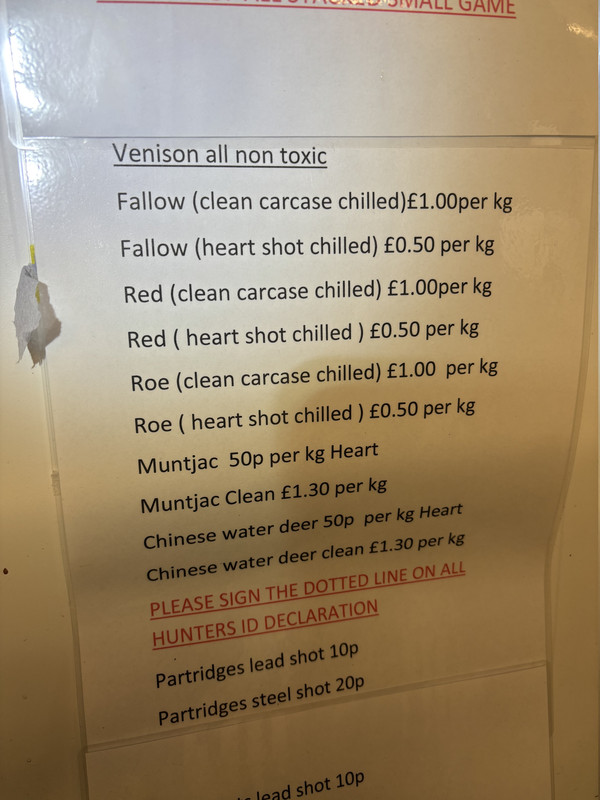 SMALL GAME
Venison all non toxic
Fallow (clean carcase chilled)£1.00per kg
Fallow (heart shot chilled) £0.50 per kg
Red (clean carcase chilled) £1.00per kg
Red ( heart shot chilled ) £0.50 per kg
Roe (clean carcase chilled) £1.00  per kg
Roe ( heart shot chilled ) £0.50 per kg
Muntjac  50p per kg Heart
Muntjac Clean £1.30 per kg
Chinese water deer 50p  per kg Heart
Chinese water deer clean £1.30 per kg
PLEASE SIGN THE DOTTED LINE ON ALL
HUNTERS ID DECLARATION
Partridges lead shot 10p
Partridges steel shot 20p
lead shot 10p